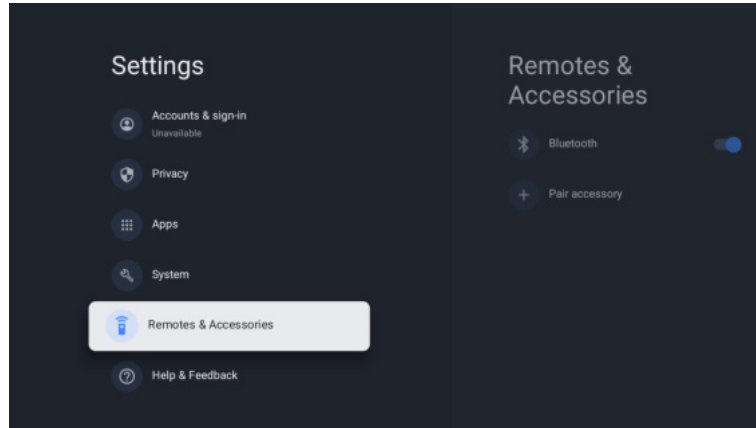 Settings
Accounts & sign-in
Unavailable
Privacy
Apps
System
Remotes & Accessories
Help & Feedback
Remotes &
Accessories
Bluetooth
Pair accessory